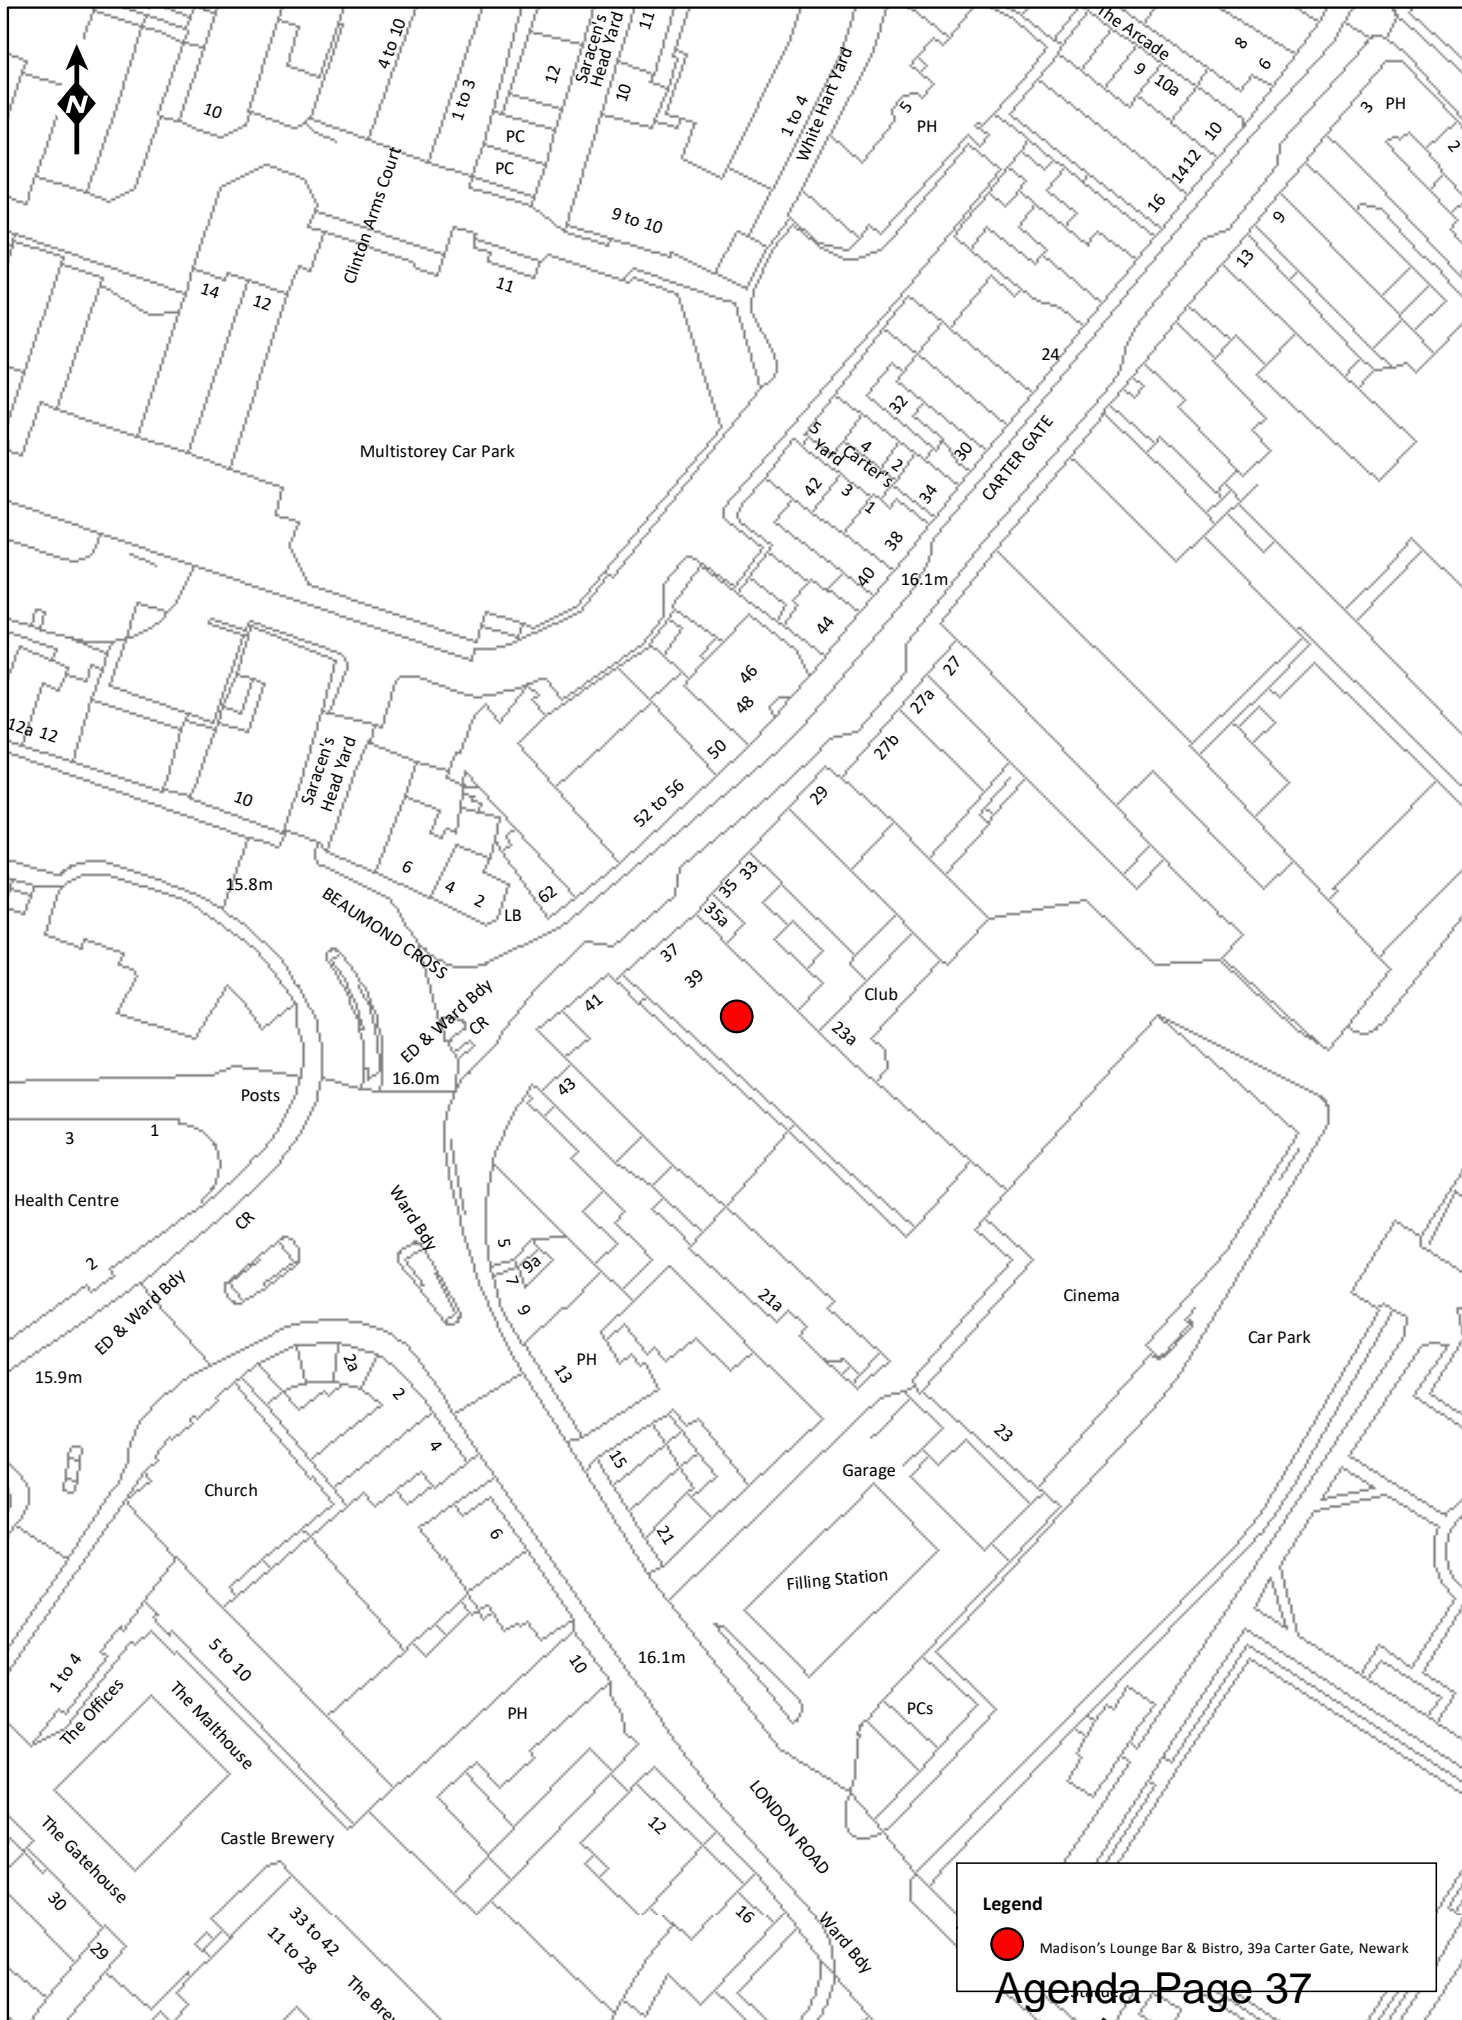 The Arcade
8
6
11
Saracen's
Head Yard
4 to 10
12
10
1 to 3
10
PC
PC
1 to 4
White Hart Yard
5
PH
9
10a
10
12
14
16
3
PH
2
Clinton Arms Court
9 to 10
9
13
14
12
11
24
Multistorey Car Park
32
5
4
2
Carter's
Yard
30
CARTER GATE
42
3
1
34
38
40
16.1m
44
46
48
27
27a
27b
50
12a
12
Saracen's
Head Yard
10
52 to 56
29
6
4
2
62
LB
15.8m
BEAUMOND CROSS
33
35
35a
37
39
Club
23a
41
ED & Ward Bdy
CR
16.0m
43
Posts
3
1
Health Centre
2
CR
Ward Bdy
ED & Ward Bdy
5
9a
7
9
21a
Cinema
Car Park
15.9m
2a
2
4
13
PH
23
15
Garage
Church
21
6
Filling Station
10
16.1m
1 to 4
5 to 10
The Offices
The Malthouse
PH
PCs
LONDON ROAD
12
Castle Brewery
The Gatehouse
30
29
33 to 42
11 to 28
16
Ward Bdy
Legend
Madison's Lounge Bar & Bistro, 39a Carter Gate, Newark
Agenda Page 37